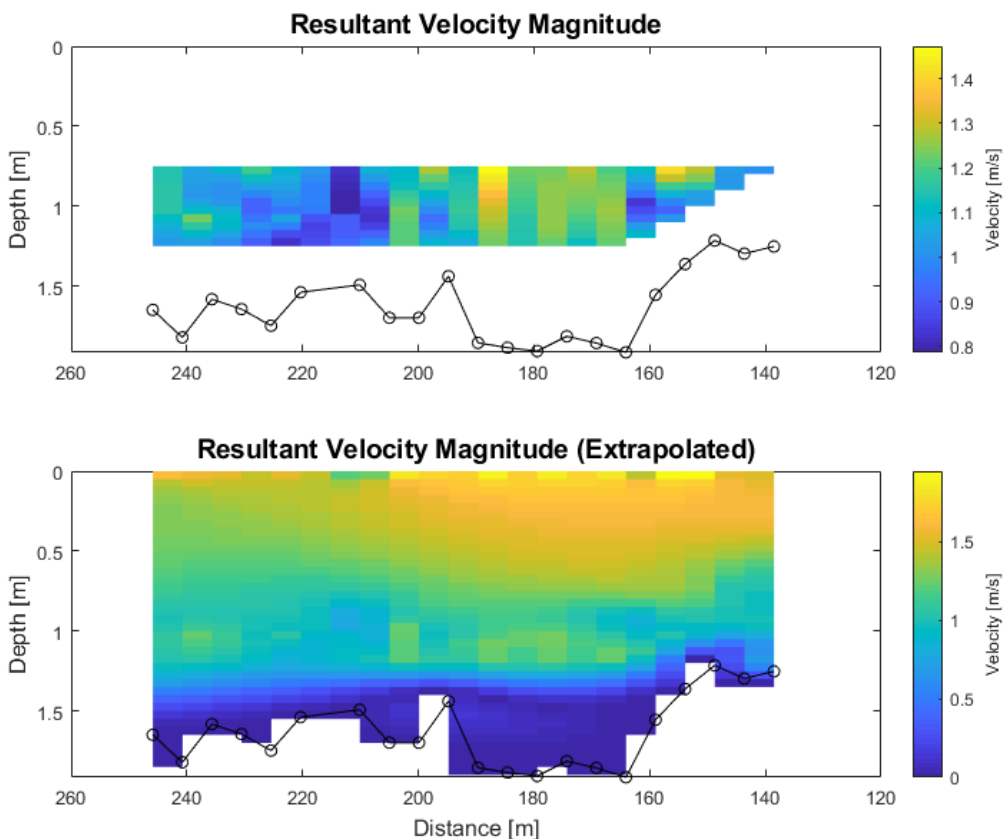 Resultant Velocity Magnitude
0
0.5
1
1.5
Depth [m]
260 240 220 200 180 160 140 120
1.4
1.3
1.2
1.1
1
0.9
0.8
Velocity [m/s]
Resultant Velocity Magnitude (Extrapolated)
0
0.5
1
1.5
Depth [m]
260 240 220 200 180 160 140 120
Distance [m]
1.5
1
0.5
0
Velocity [m/s]